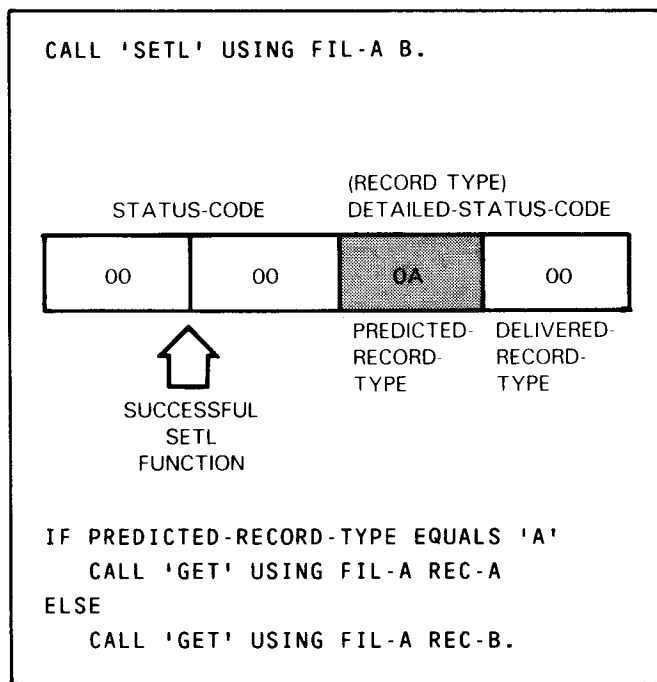 CALL 'SETL' USING FIL-A B.
(RECORD TYPE)
STATUS-CODE DETAILED-STATUS-CODE
00 00 0A 00
PREDICTED- DELIVERED-
RECORD- RECORD-
TYPE TYPE
SUCCESSFUL
SETL
FUNCTION
IF PREDICTED-RECORD-TYPE EQUALS 'A'
CALL 'GET' USING FIL-A REC-A
ELSE
CALL 'GET' USING FIL-A REC-B.